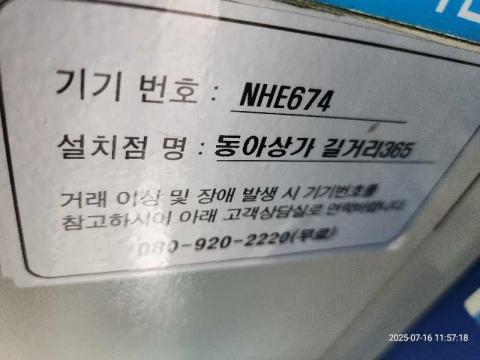 기기 번호 : NHE674
설치점 명 : 동아상가 길거리365
거래 이상 및 장애 발생 시 기기번호를
참고하시어 아래 고객상담실로 연락바랍니다.
080-920-2220(무료)
2025-07-16 11:57:18